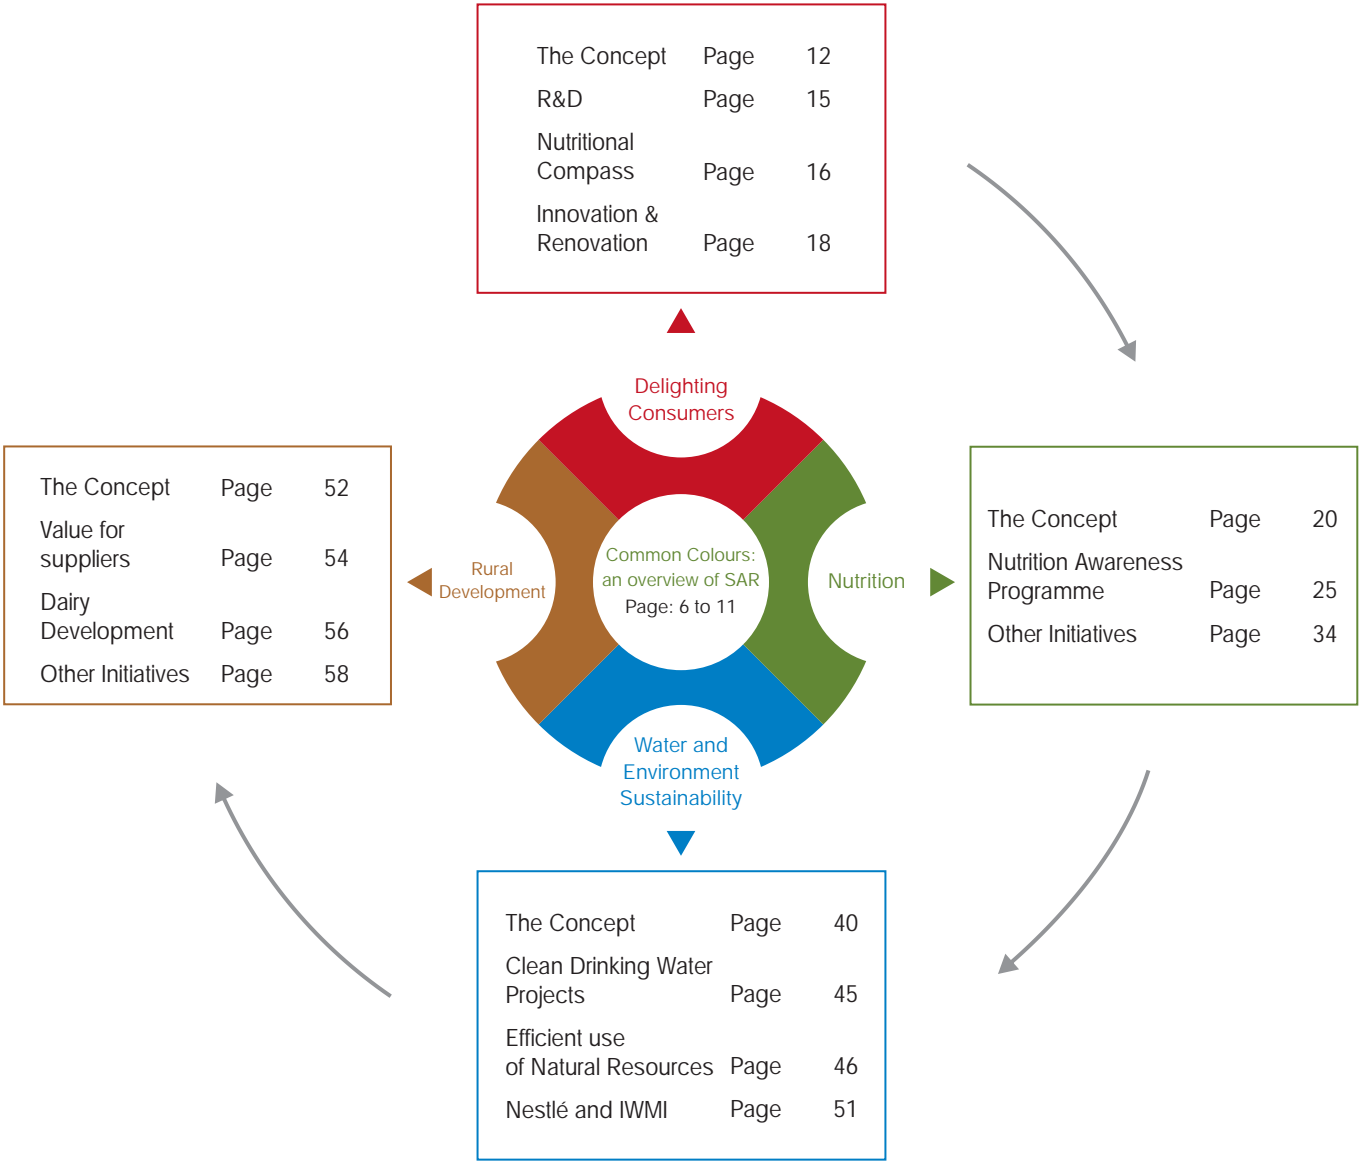 The Concept Page 12
R&D Page 15
Nutritional
Compass Page 16
Innovation &
Renovation Page 18
Delighting
Consumers
The Concept Page 52
Value for
suppliers Page 54
Dairy
Development Page 56
Other Initiatives Page 58
Rural
Development
Common Colours:
an overview of SAR
Page: 6 to 11
Nutrition
The Concept Page 20
Nutrition Awareness
Programme Page 25
Other Initiatives Page 34
Water and
Environment
Sustainability
The Concept Page 40
Clean Drinking Water
Projects Page 45
Efficient use
of Natural Resources Page 46
Nestlé and IWMI Page 51